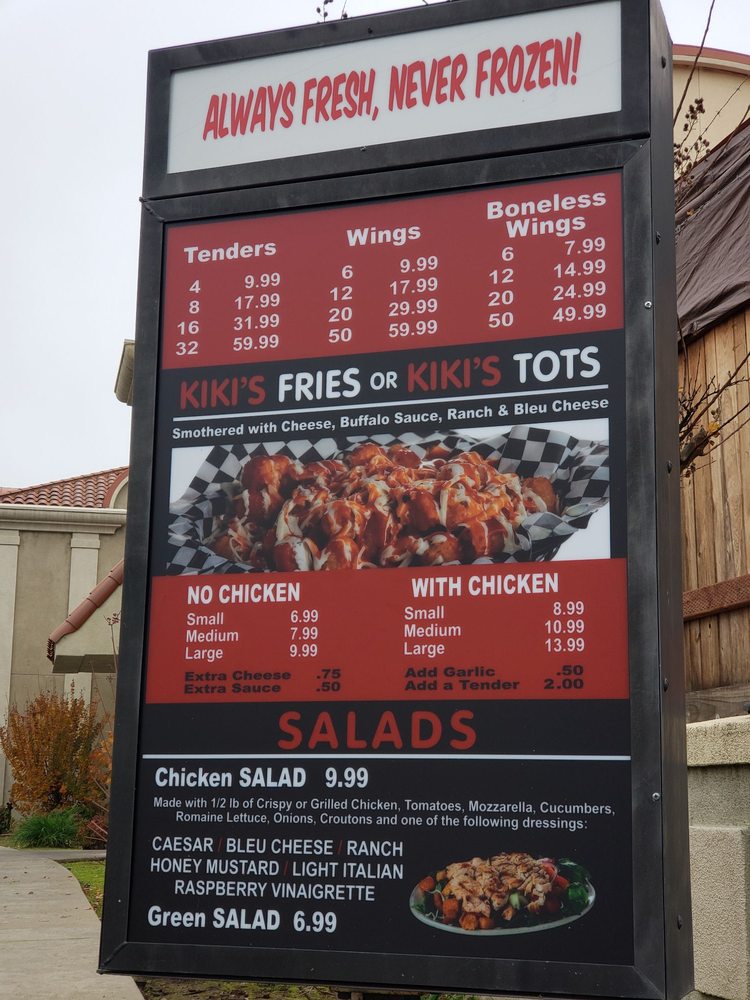 ALWAYS FRESH, NEVER FROZEN!
Tenders
4 9.99
8 17.99
16 31.99
32 59.99
Wings
6 9.99
12 17.99
20 29.99
50 59.99
Boneless
Wings
6 7.99
12 14.99
20 24.99
50 49.99
KIKI'S FRIES OR KIKI'S TOTS
Smothered with Cheese, Buffalo Sauce, Ranch & Bleu Cheese
NO CHICKEN
Small 6.99
Medium 7.99
Large 9.99
Extra Cheese .75
Extra Sauce .50
WITH CHICKEN
Small 8.99
Medium 10.99
Large 13.99
Add Garlic .50
Add a Tender 2.00
SALADS
Chicken SALAD 9.99
Made with 1/2 lb of Crispy or Grilled Chicken, Tomatoes, Mozzarella, Cucumbers,
Romaine Lettuce, Onions, Croutons and one of the following dressings:
CAESAR / BLEU CHEESE / RANCH
HONEY MUSTARD / LIGHT ITALIAN
RASPBERRY VINAIGRETTE
Green SALAD 6.99